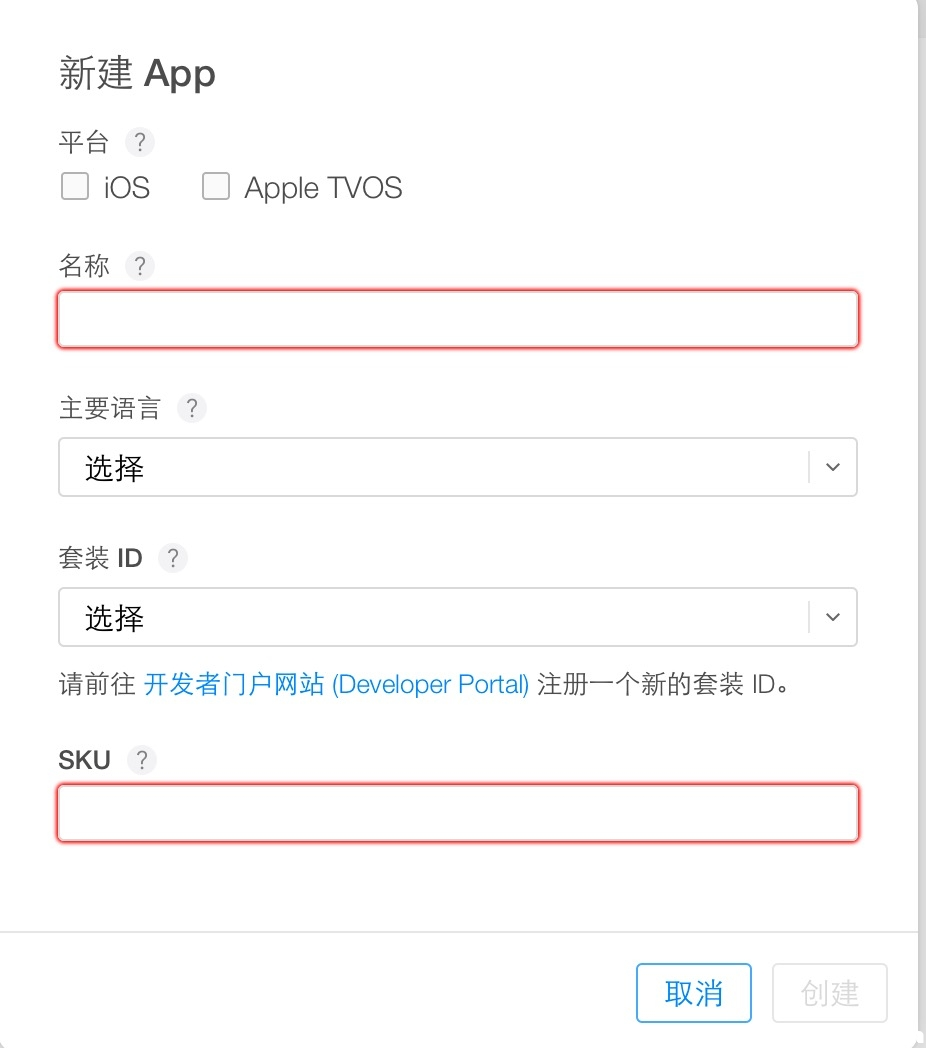 新建 App
平台 ?
iOS Apple TVOS
名称 ?
主要语言 ?
选择
套装 ID ?
选择
请前往 开发者门户网站 (Developer Portal) 注册一个新的套装 ID。
SKU ?
取消 创建